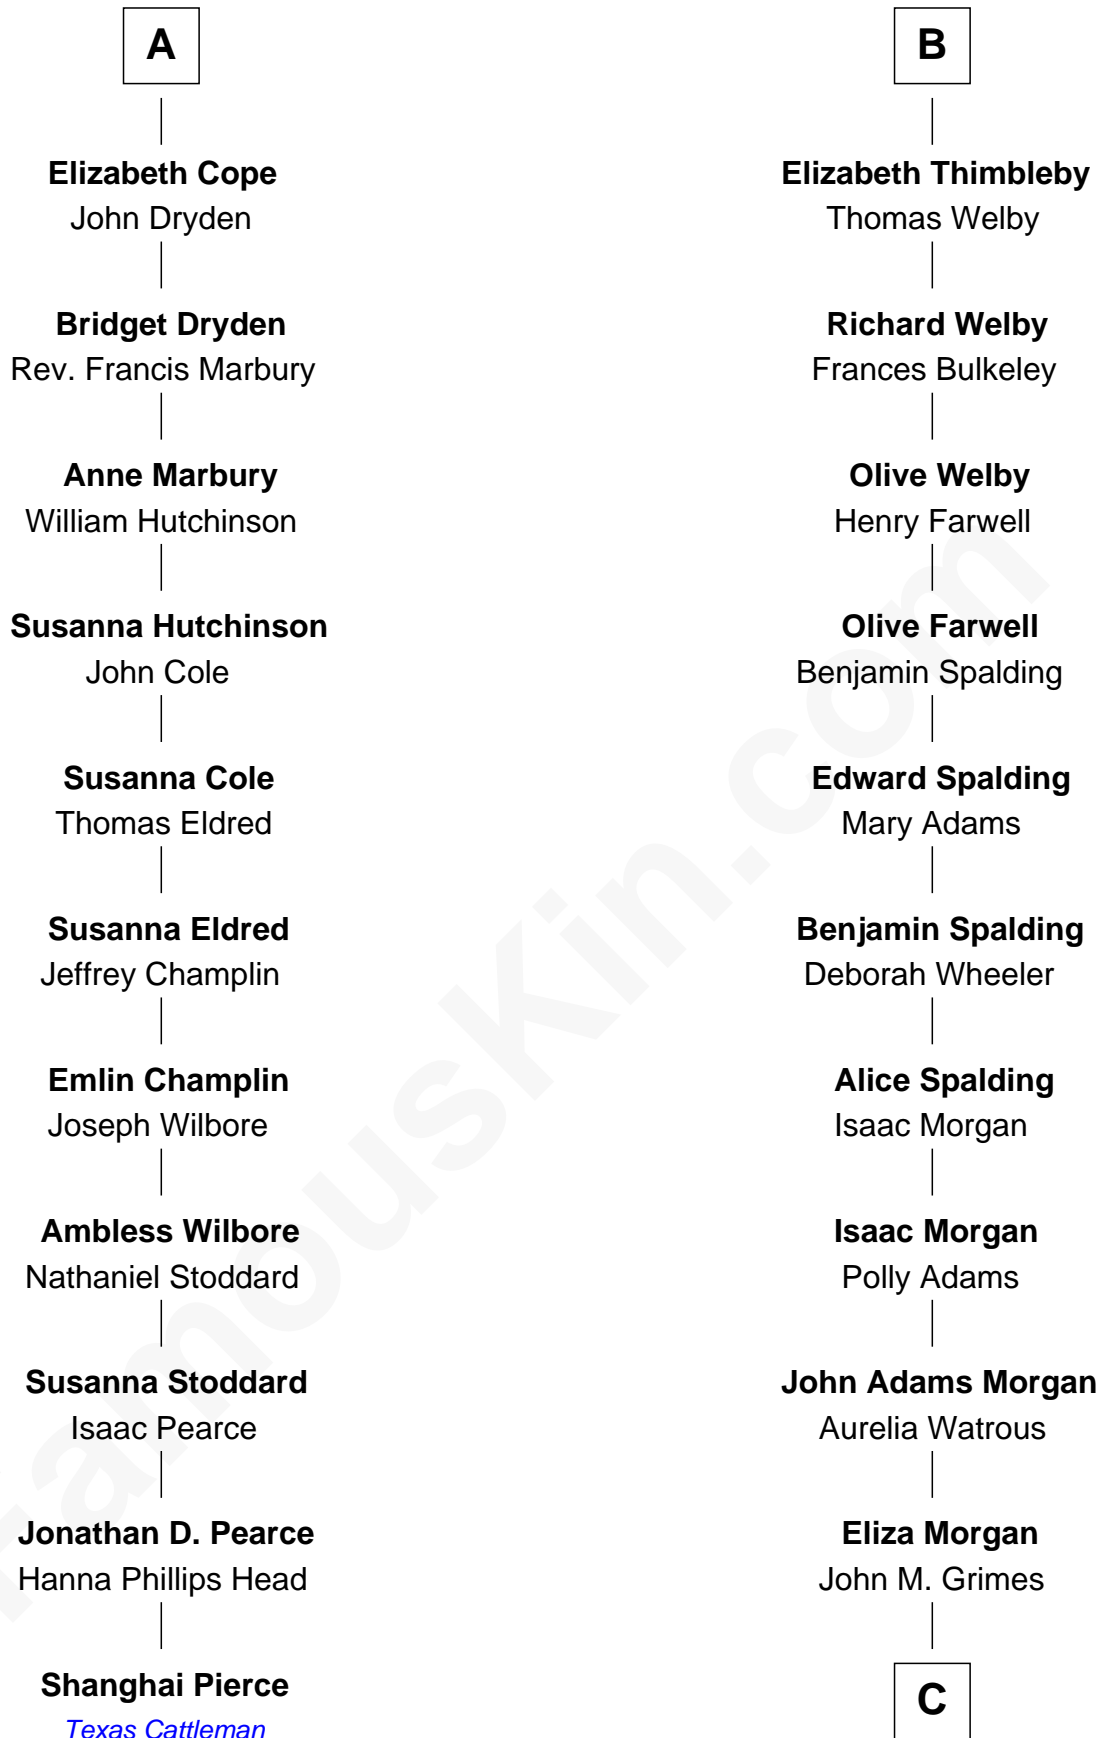 A
Elizabeth Cope
John Dryden
Bridget Dryden
Rev. Francis Marbury
Anne Marbury
William Hutchinson
Susanna Hutchinson
John Cole
Susanna Cole
Thomas Eldred
Susanna Eldred
Jeffrey Champlin
Emlin Champlin
Joseph Wilbore
Ambless Wilbore
Nathaniel Stoddard
Susanna Stoddard
Isaac Pearce
Jonathan D. Pearce
Hanna Phillips Head
Shanghai Pierce
Texas Cattleman
B
Elizabeth Thimbleby
Thomas Welby
Richard Welby
Frances Bulkeley
Olive Welby
Henry Farwell
Olive Farwell
Benjamin Spalding
Edward Spalding
Mary Adams
Benjamin Spalding
Deborah Wheeler
Alice Spalding
Isaac Morgan
Isaac Morgan
Polly Adams
John Adams Morgan
Aurelia Watrous
Eliza Morgan
John M. Grimes
C
FamousKin.com